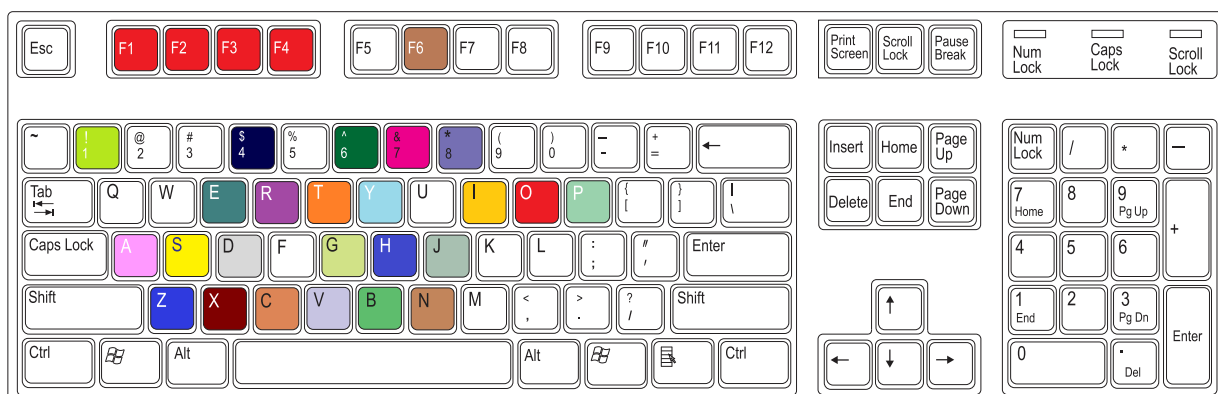 Esc F1 F2 F3 F4 F5 F6 F7 F8 F9 F10 F11 F12 Print Screen Scroll Lock Pause Break Num Lock Caps Lock Scroll Lock
~ ! 1 @ 2 # 3 $ 4 % 5 ^ 6 & 7 * 8 ( 9 ) 0 — - + = ← Insert Home Page Up Num Lock / * —
Tab Q W E R T Y U I O P { [ } ] | \ Delete End Page Down 7 Home 8 9 Pg Up +
Caps Lock A S D F G H J K L : ; " ' Enter 4 5 6
Shift Z X C V B N M < , > . ? / Shift ↑ 1 End 2 3 Pg Dn Enter
Ctrl Alt Alt Ctrl ← ↓ → 0 . Del